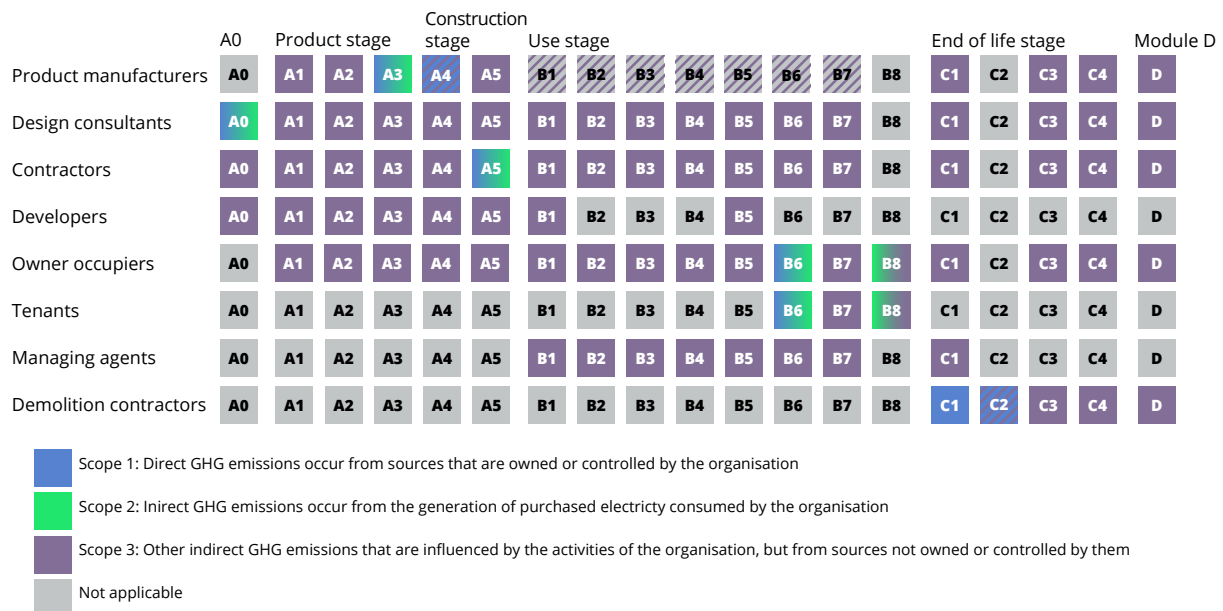 Construction
A0 Product stage stage Use stage End of life stage Module D
Product manufacturers A0 A1 A2 A3 A4 A5 B1 B2 B3 B4 B5 B6 B7 B8 C1 C2 C3 C4 D
Design consultants A0 A1 A2 A3 A4 A5 B1 B2 B3 B4 B5 B6 B7 B8 C1 C2 C3 C4 D
Contractors A0 A1 A2 A3 A4 A5 B1 B2 B3 B4 B5 B6 B7 B8 C1 C2 C3 C4 D
Developers A0 A1 A2 A3 A4 A5 B1 B2 B3 B4 B5 B6 B7 B8 C1 C2 C3 C4 D
Owner occupiers A0 A1 A2 A3 A4 A5 B1 B2 B3 B4 B5 B6 B7 B8 C1 C2 C3 C4 D
Tenants A0 A1 A2 A3 A4 A5 B1 B2 B3 B4 B5 B6 B7 B8 C1 C2 C3 C4 D
Managing agents A0 A1 A2 A3 A4 A5 B1 B2 B3 B4 B5 B6 B7 B8 C1 C2 C3 C4 D
Demolition contractors A0 A1 A2 A3 A4 A5 B1 B2 B3 B4 B5 B6 B7 B8 C1 C2 C3 C4 D
Scope 1: Direct GHG emissions occur from sources that are owned or controlled by the organisation
Scope 2: Inirect GHG emissions occur from the generation of purchased electricty consumed by the organisation
Scope 3: Other indirect GHG emissions that are influenced by the activities of the organisation, but from sources not owned or controlled by them
Not applicable